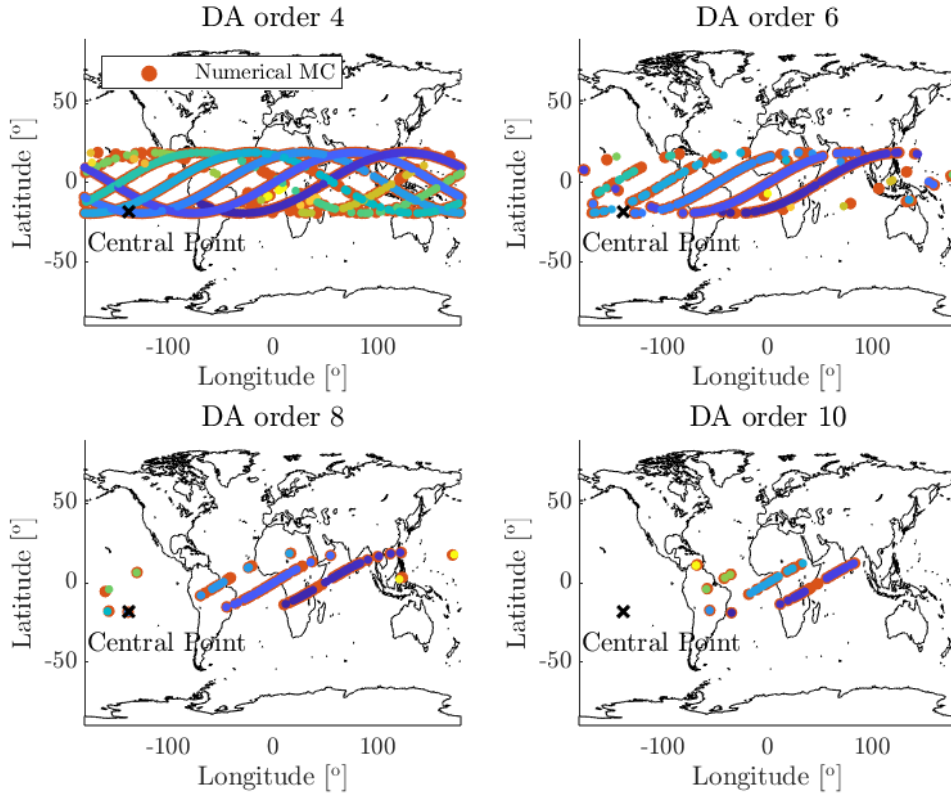 DA order 4
DA order 6
Numerical MC
50
0
-50
Latitude [°]
Central Point
-100
0
100
Longitude [°]
50
0
-50
Latitude [°]
Central Point
-100
0
100
Longitude [°]
DA order 8
DA order 10
50
0
-50
Latitude [°]
Central Point
-100
0
100
Longitude [°]
50
0
-50
Latitude [°]
Central Point
-100
0
100
Longitude [°]